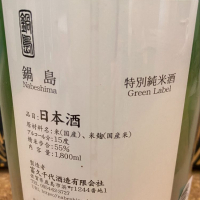 鍋島
鍋島
Nabeshima
特別純米酒
Green Label
品目:日本酒
原材料名:米(国産)、米麹(国産米)
アルコール分:15度
精米歩合:55%
内容量:1,800ml
製造者
富久千代酒造有限会社